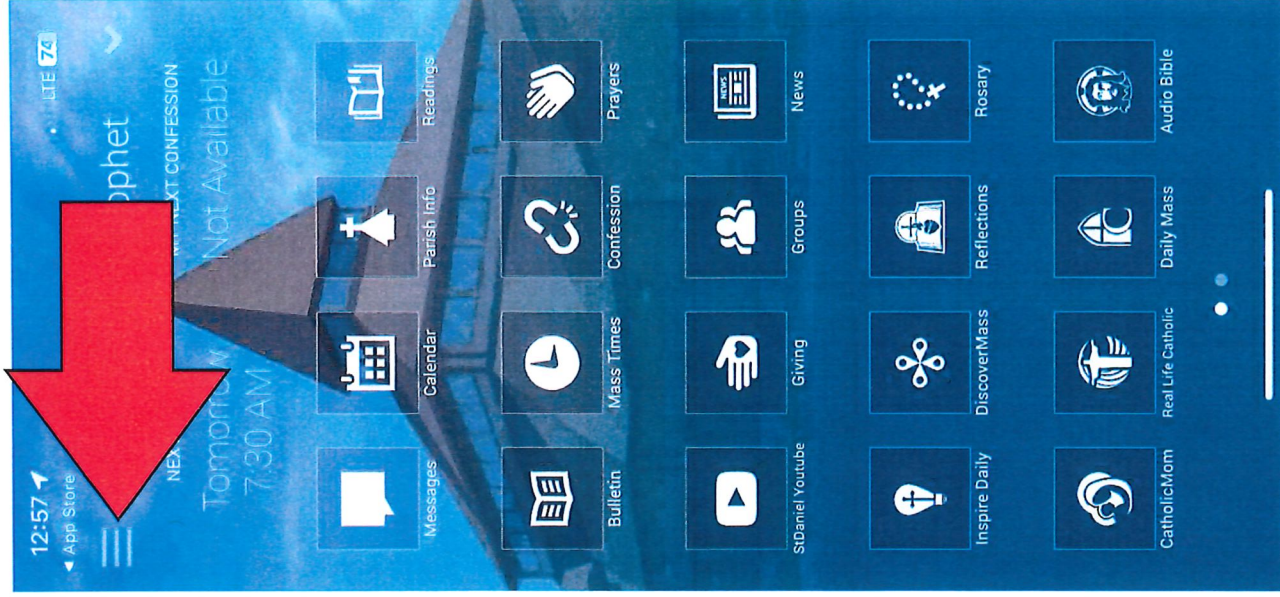 12:57
LTE 74
App Store
ophet
NEXT CONFESSION
7:30 AM
Not Available
Messages
Calendar
Parish Info
Readings
Bulletin
Mass Times
Confession
Prayers
StDaniel Youtube
Giving
Groups
NEWS
News
Inspire Daily
DiscoverMass
Reflections
Rosary
CatholicMom
Real Life Catholic
Daily Mass
Audio Bible